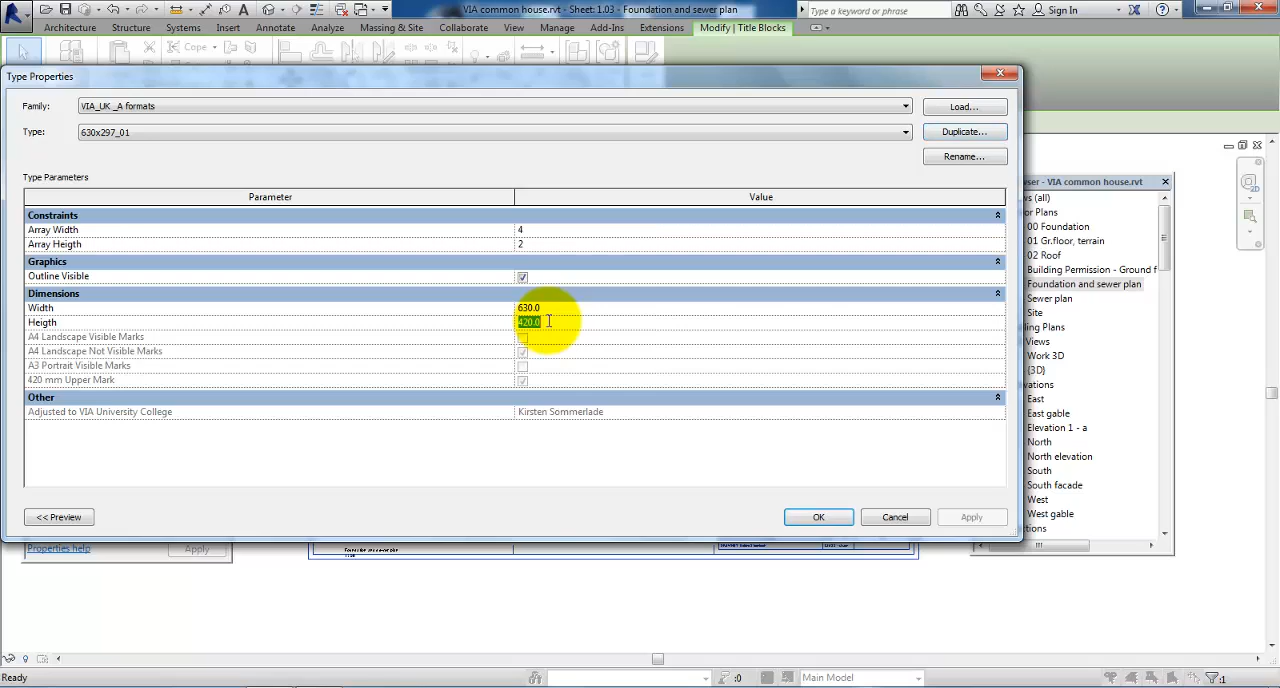 VIA common house.rvt - Sheet: 1.03 - Foundation and sewer plan
Type a keyword or phrase
Sign In
Architecture Structure Systems Insert Annotate Analyze Massing & Site Collaborate View Manage Add-Ins Extensions Modify | Title Blocks
Cope
Type Properties
Family: VIA_UK _A formats Load...
Type: 630x297_01 Duplicate...
Rename...
Type Parameters
Parameter Value
Constraints
Array Width 4
Array Heigth 2
Graphics
Outline Visible
Dimensions
Width 630.0
Heigth 420.0
A4 Landscape Visible Marks
A4 Landscape Not Visible Marks
A3 Portrait Visible Marks
420 mm Upper Mark
Other
Adjusted to VIA University College Kirsten Sommerlade
<< Preview OK Cancel Apply
Properties help Apply
wser - VIA common house.rvt
ws (all)
or Plans
00 Foundation
01 Gr.floor, terrain
02 Roof
Building Permission - Ground f
Foundation and sewer plan
Sewer plan
Site
ling Plans
Views
Work 3D
{3D}
vations
East
East gable
Elevation 1 - a
North
North elevation
South
South facade
West
West gable
tions
Ready
:0
Main Model
:1